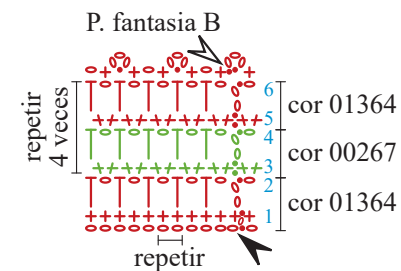 P. fantasia B
repetir
4 veces
6
5
4
3
2
1
cor 01364
cor 00267
cor 01364
repetir